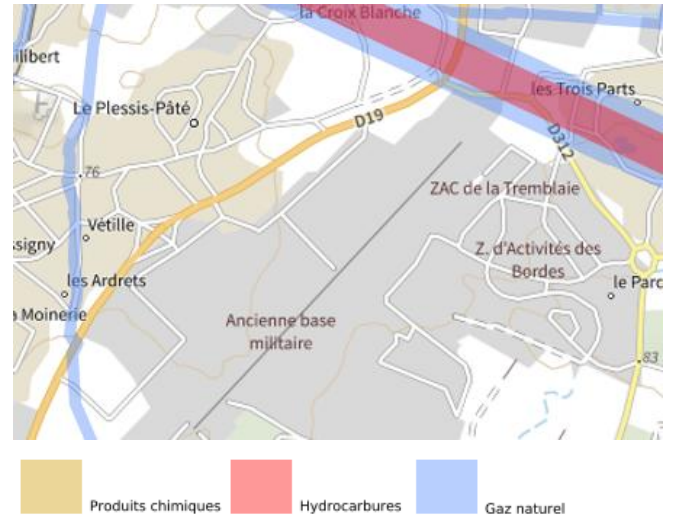 la Croix Blanche
ilibert
les Trois Parts
Le Plessis-Pâté
D19
D312
.76
ZAC de la Tremblaie
Vétille
ssigny
Z. d'Activités des
Bordes
les Ardrets
le Parc
a Moinerie
Ancienne base
militaire
.83
Produits chimiques
Hydrocarbures
Gaz naturel